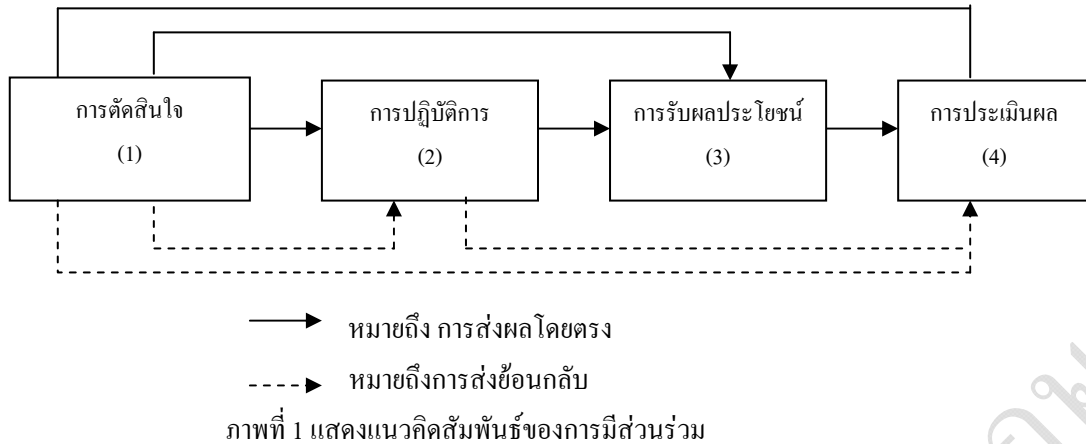 การตัดสินใจ
(1)
การปฏิบัติการ
(2)
การรับผลประโยชน์
(3)
การประเมินผล
(4)
หมายถึง การส่งผลโดยตรง
หมายถึงการส่งย้อนกลับ
ภาพที่ 1 แสดงแนวคิดสัมพันธ์ของการมีส่วนร่วม